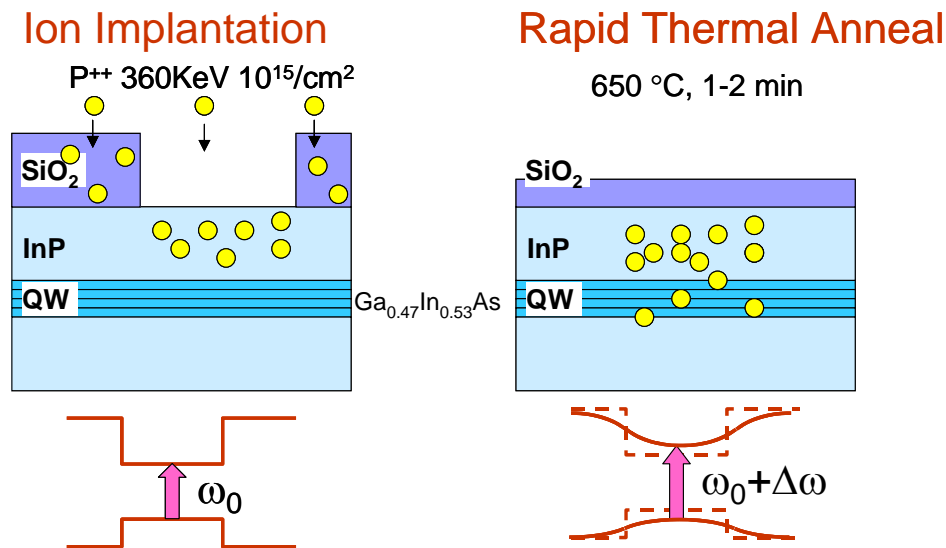 Ion Implantation
P⁺⁺ 360KeV 10¹⁵/cm²
SiO₂
InP
QW
Ga₀.₄₇In₀.₅₃As
ω₀
Rapid Thermal Anneal
650 °C, 1-2 min
SiO₂
InP
QW
ω₀+Δω